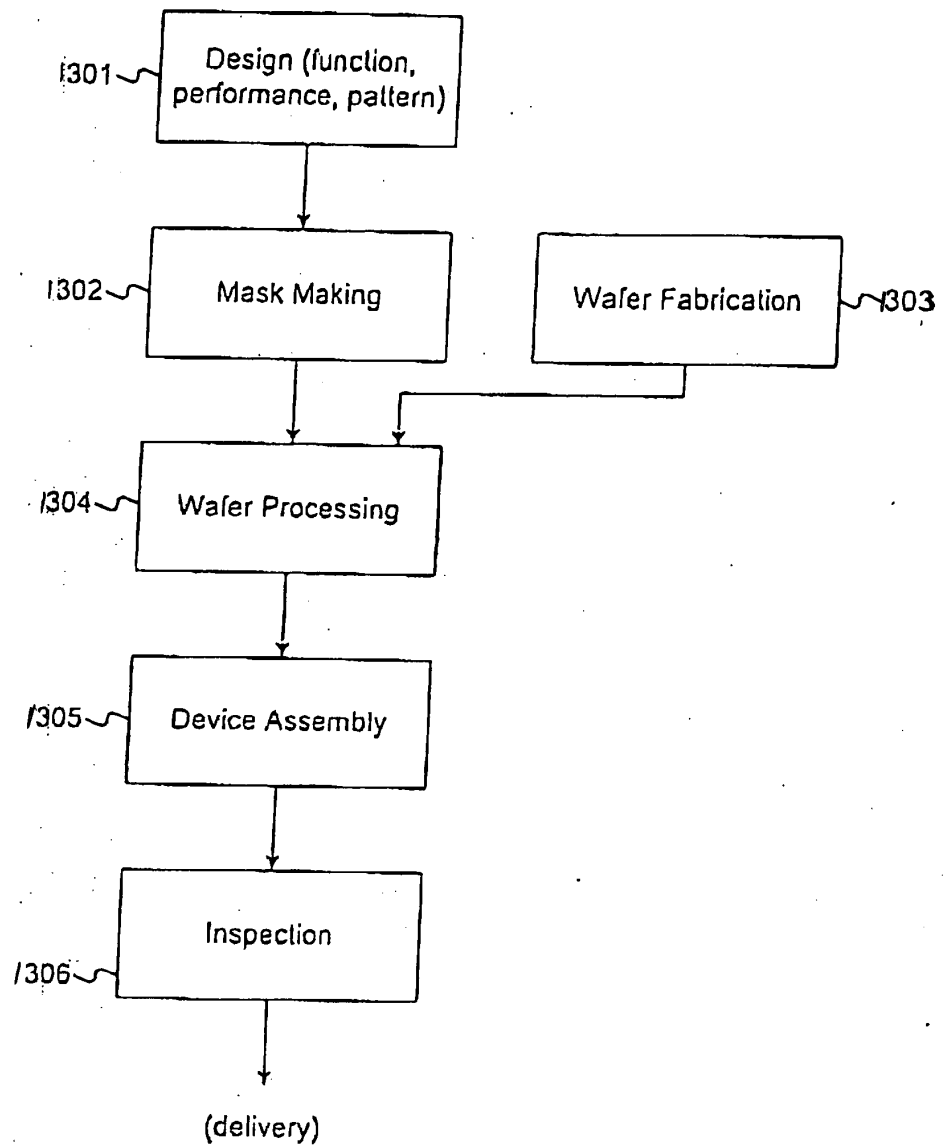 1301
Design (function,
performance, pattern)
1302
Mask Making
Wafer Fabrication
1303
1304
Wafer Processing
1305
Device Assembly
Inspection
1306
(delivery)